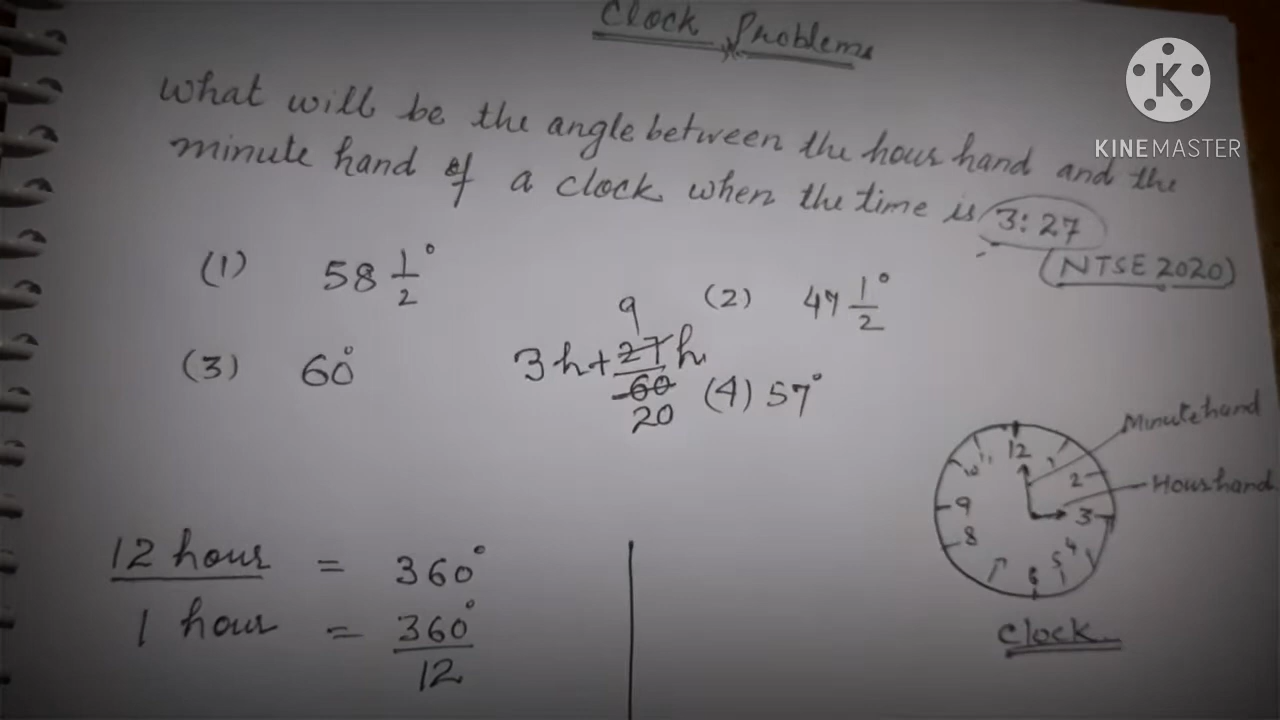 Clock Problems
What will be the angle between the hour hand and the
minute hand of a clock when the time is 3:27
(NTSE 2020)
(1) 58 1/2°
(2) 47 1/2°
(3) 60°
9
3h + 27/60 h
20
(4) 57°
Minute hand
Hour hand
12
11 1
10 2
9 3
8 4
7 5
6
Clock
12 hour = 360°
1 hour = 360°/12
K
KINEMASTER